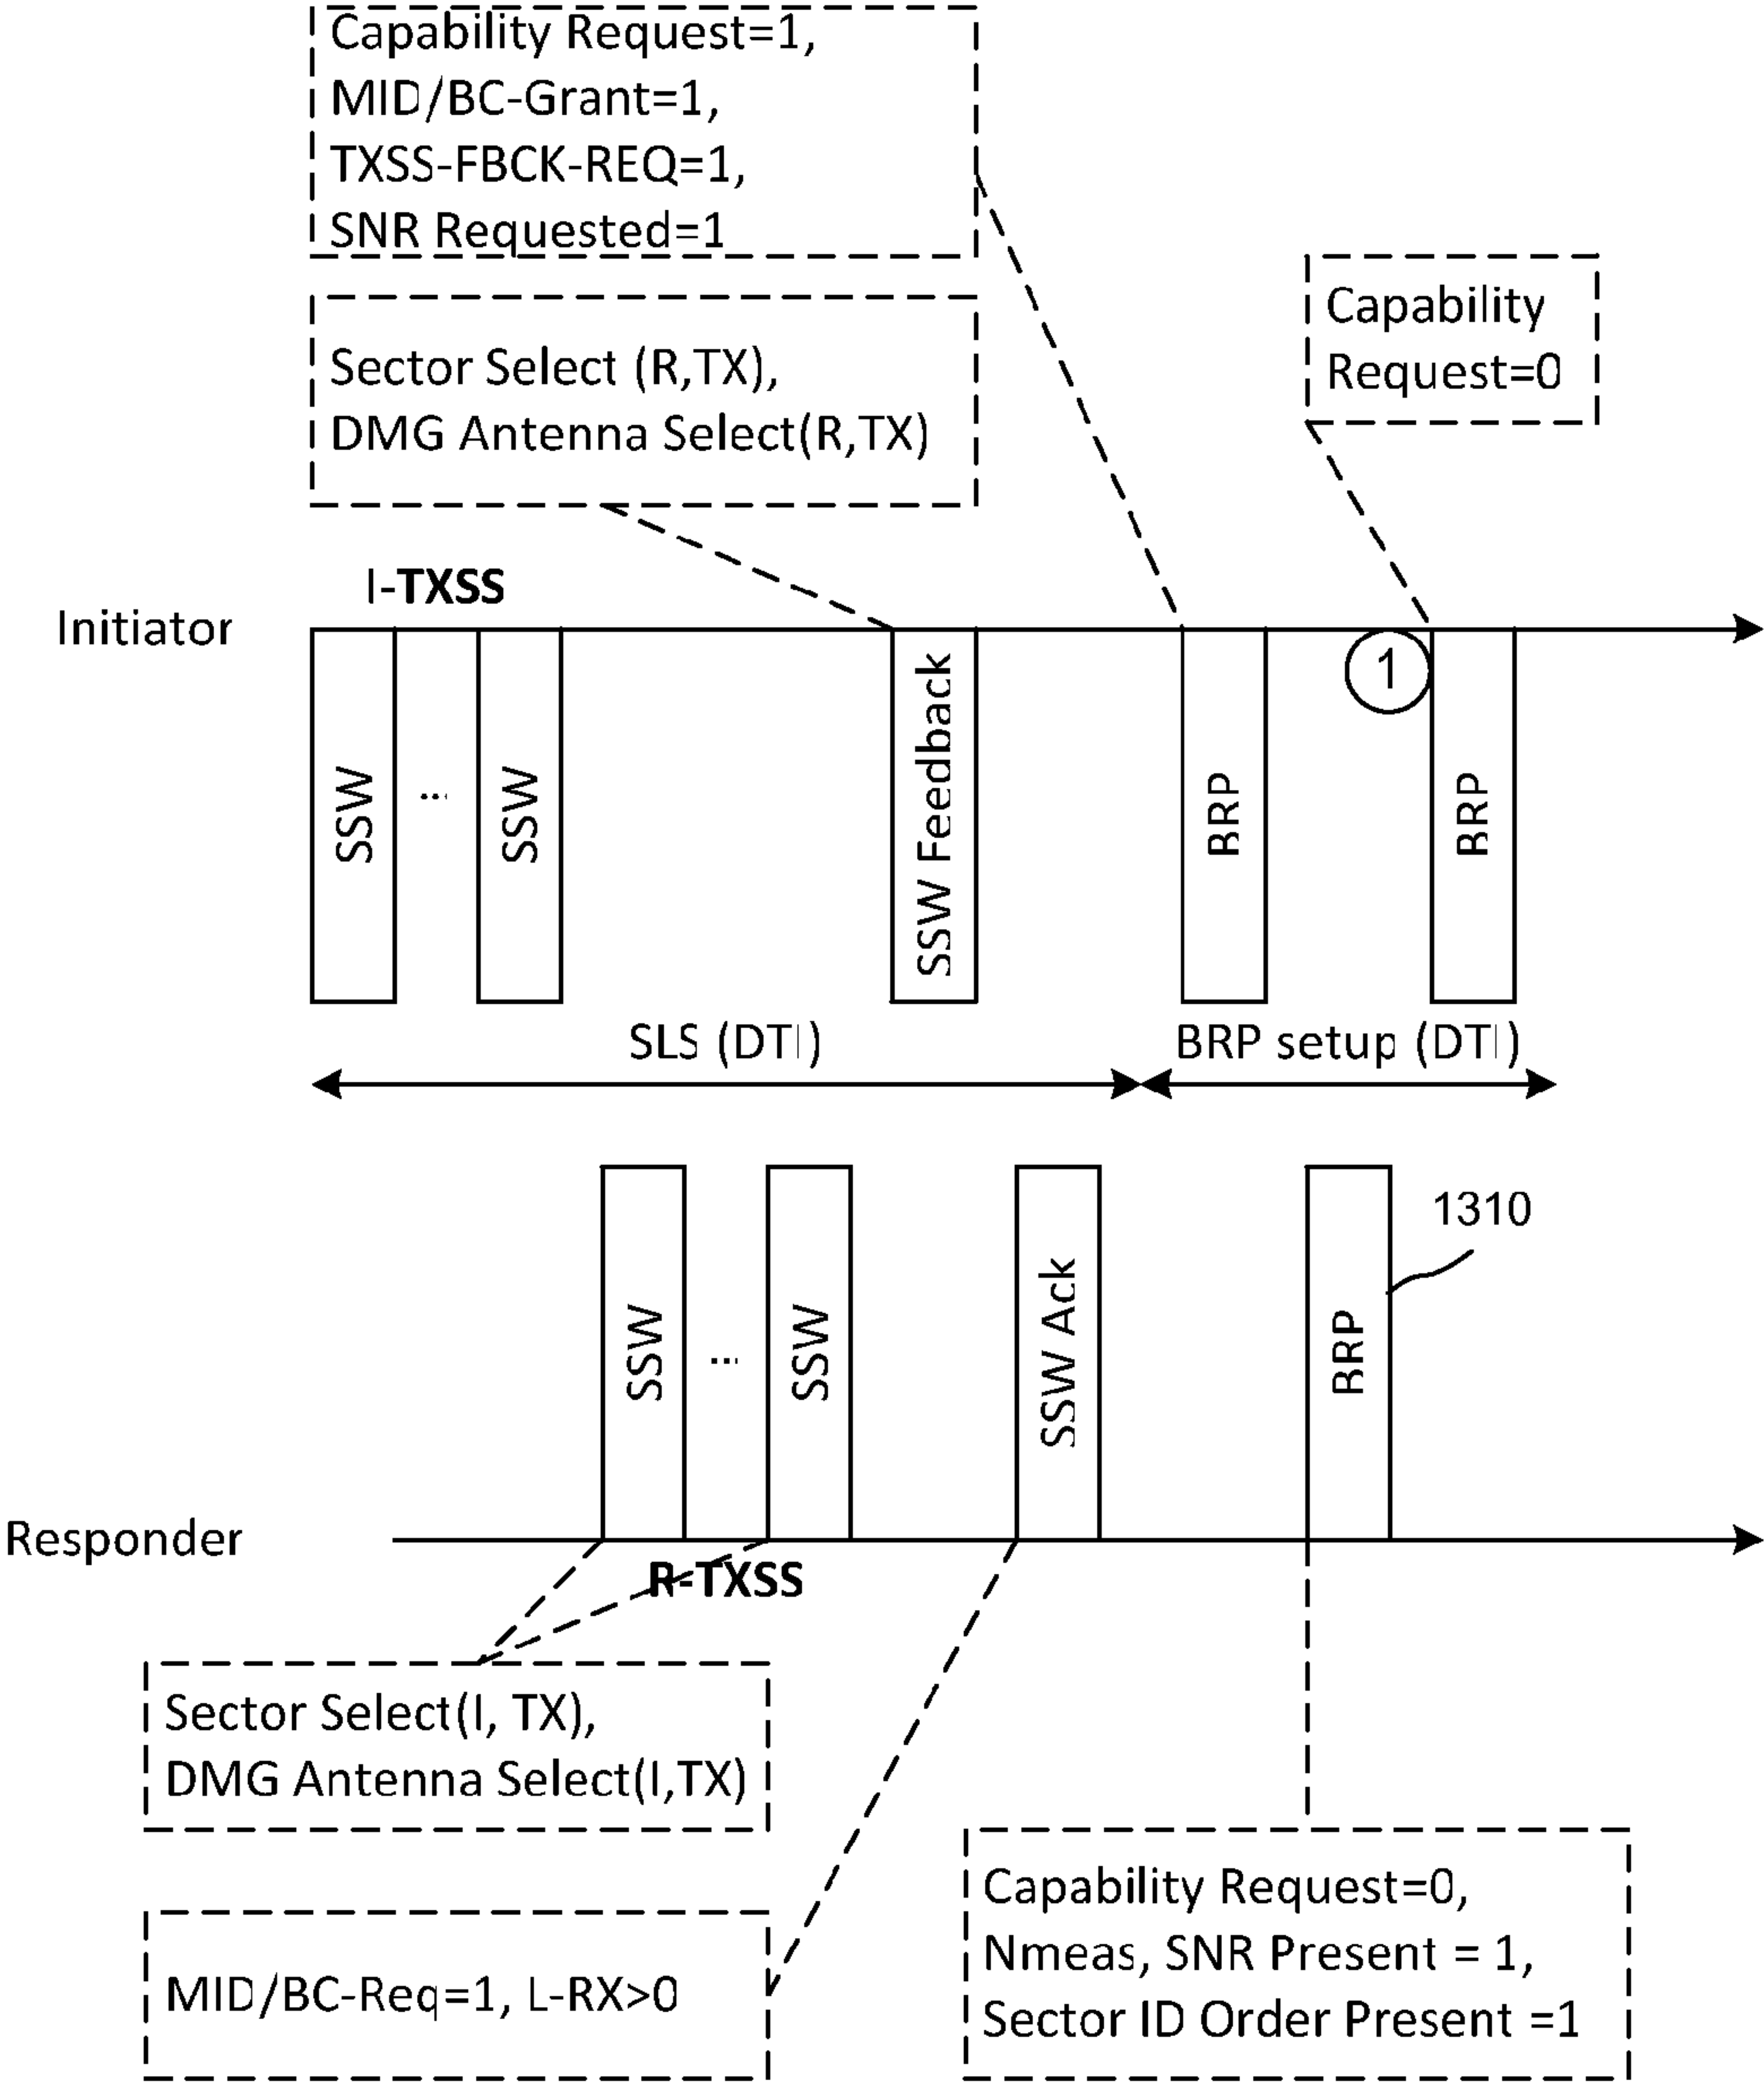 Capability Request=1,
MID/BC-Grant=1,
TXSS-FBCK-REQ=1,
SNR Requested=1
Capability
Request=0
Sector Select (R,TX),
DMG Antenna Select(R,TX)
I-TXSS
Initiator
1
SSW
...
SSW
SSW Feedback
BRP
BRP
SLS (DTI)
BRP setup (DTI)
1310
SSW
...
SSW
SSW Ack
BRP
Responder
R-TXSS
Sector Select(I, TX),
DMG Antenna Select(I,TX)
Capability Request=0,
Nmeas, SNR Present = 1,
Sector ID Order Present =1
MID/BC-Req=1, L-RX>0